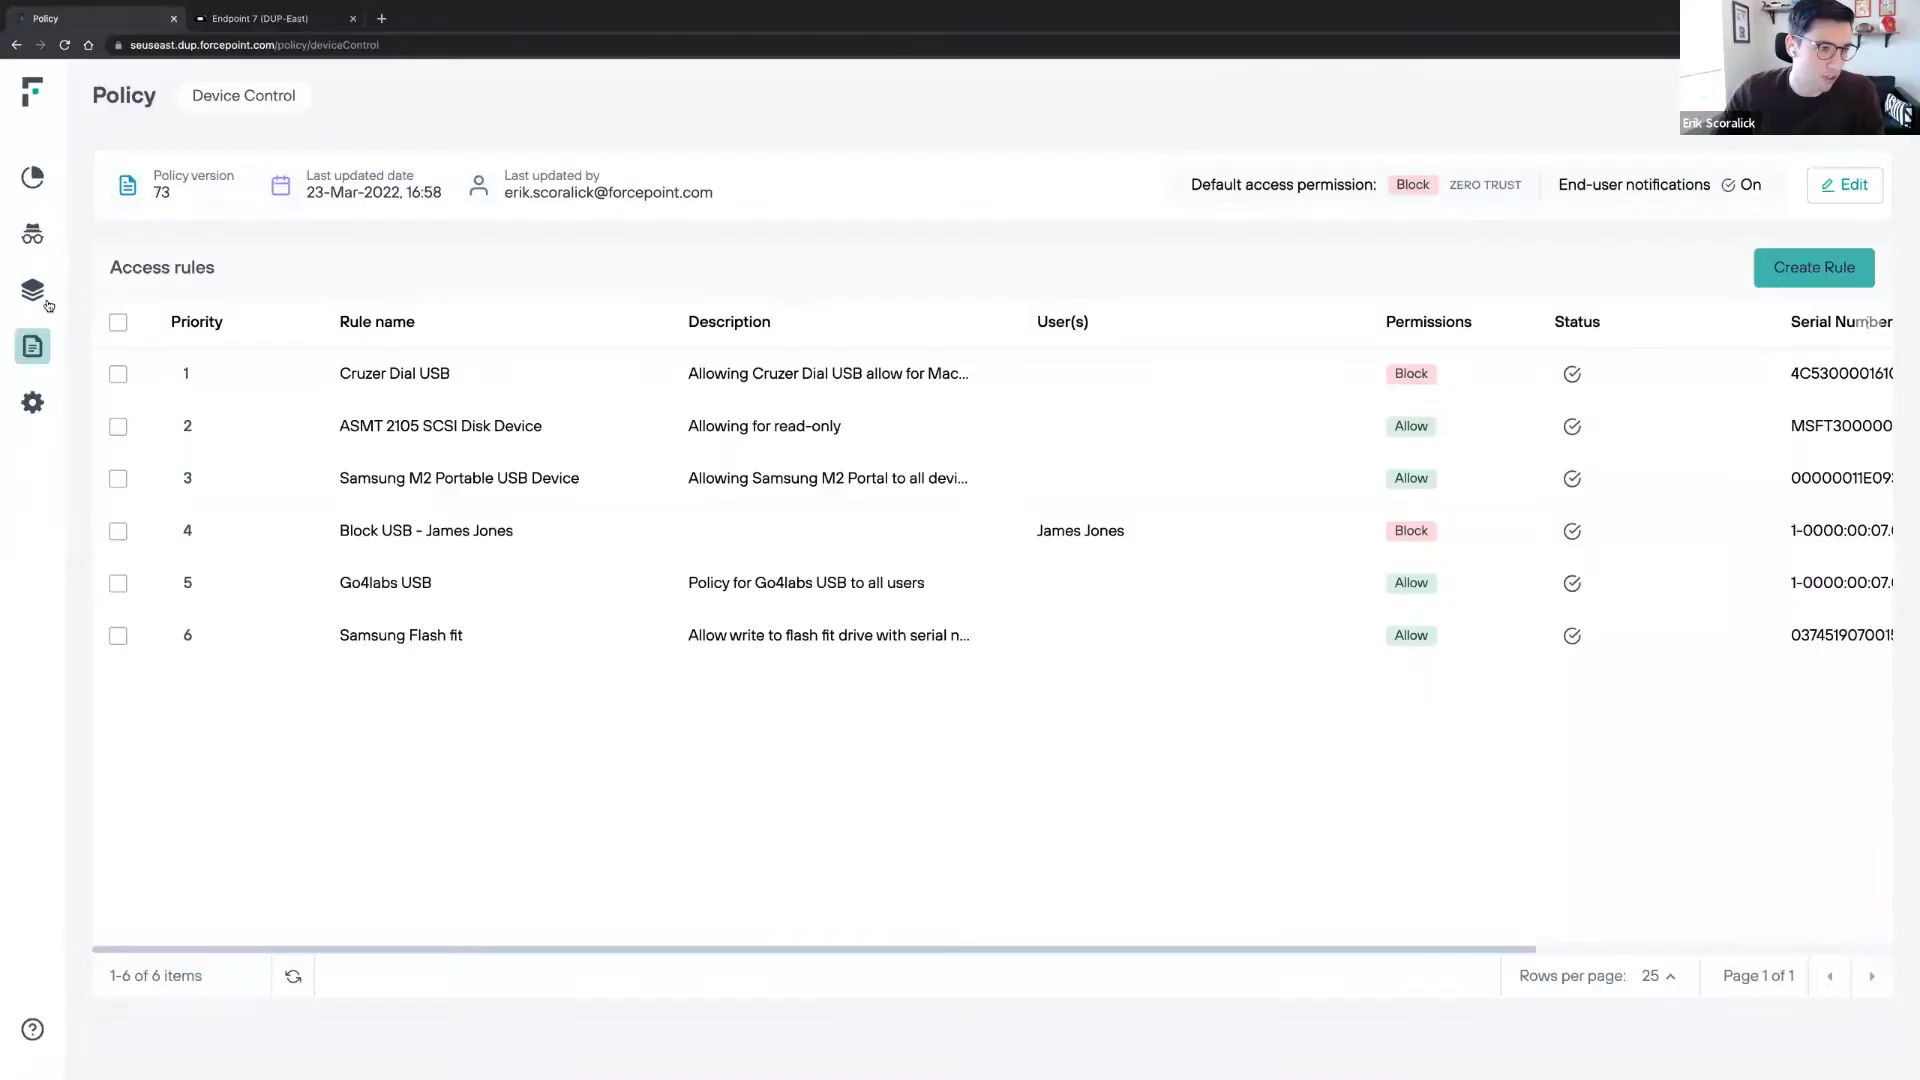 Policy
Endpoint 7 (DUP-East)
seuseast.dup.forcepoint.com/policy/deviceControl
Erik Scoralick
Policy
Device Control
Policy version
73
Last updated date
23-Mar-2022, 16:58
Last updated by
erik.scoralick@forcepoint.com
Default access permission: Block ZERO TRUST
End-user notifications On
Edit
Access rules
Create Rule
Priority Rule name Description User(s) Permissions Status Serial Number
1 Cruzer Dial USB Allowing Cruzer Dial USB allow for Mac... Block 4C530000161
2 ASMT 2105 SCSI Disk Device Allowing for read-only Allow MSFT300000
3 Samsung M2 Portable USB Device Allowing Samsung M2 Portal to all devi... Allow 00000011E09
4 Block USB - James Jones James Jones Block 1-0000:00:07.
5 Go4labs USB Policy for Go4labs USB to all users Allow 1-0000:00:07.
6 Samsung Flash fit Allow write to flash fit drive with serial n... Allow 037451907001
1-6 of 6 items
Rows per page: 25
Page 1 of 1